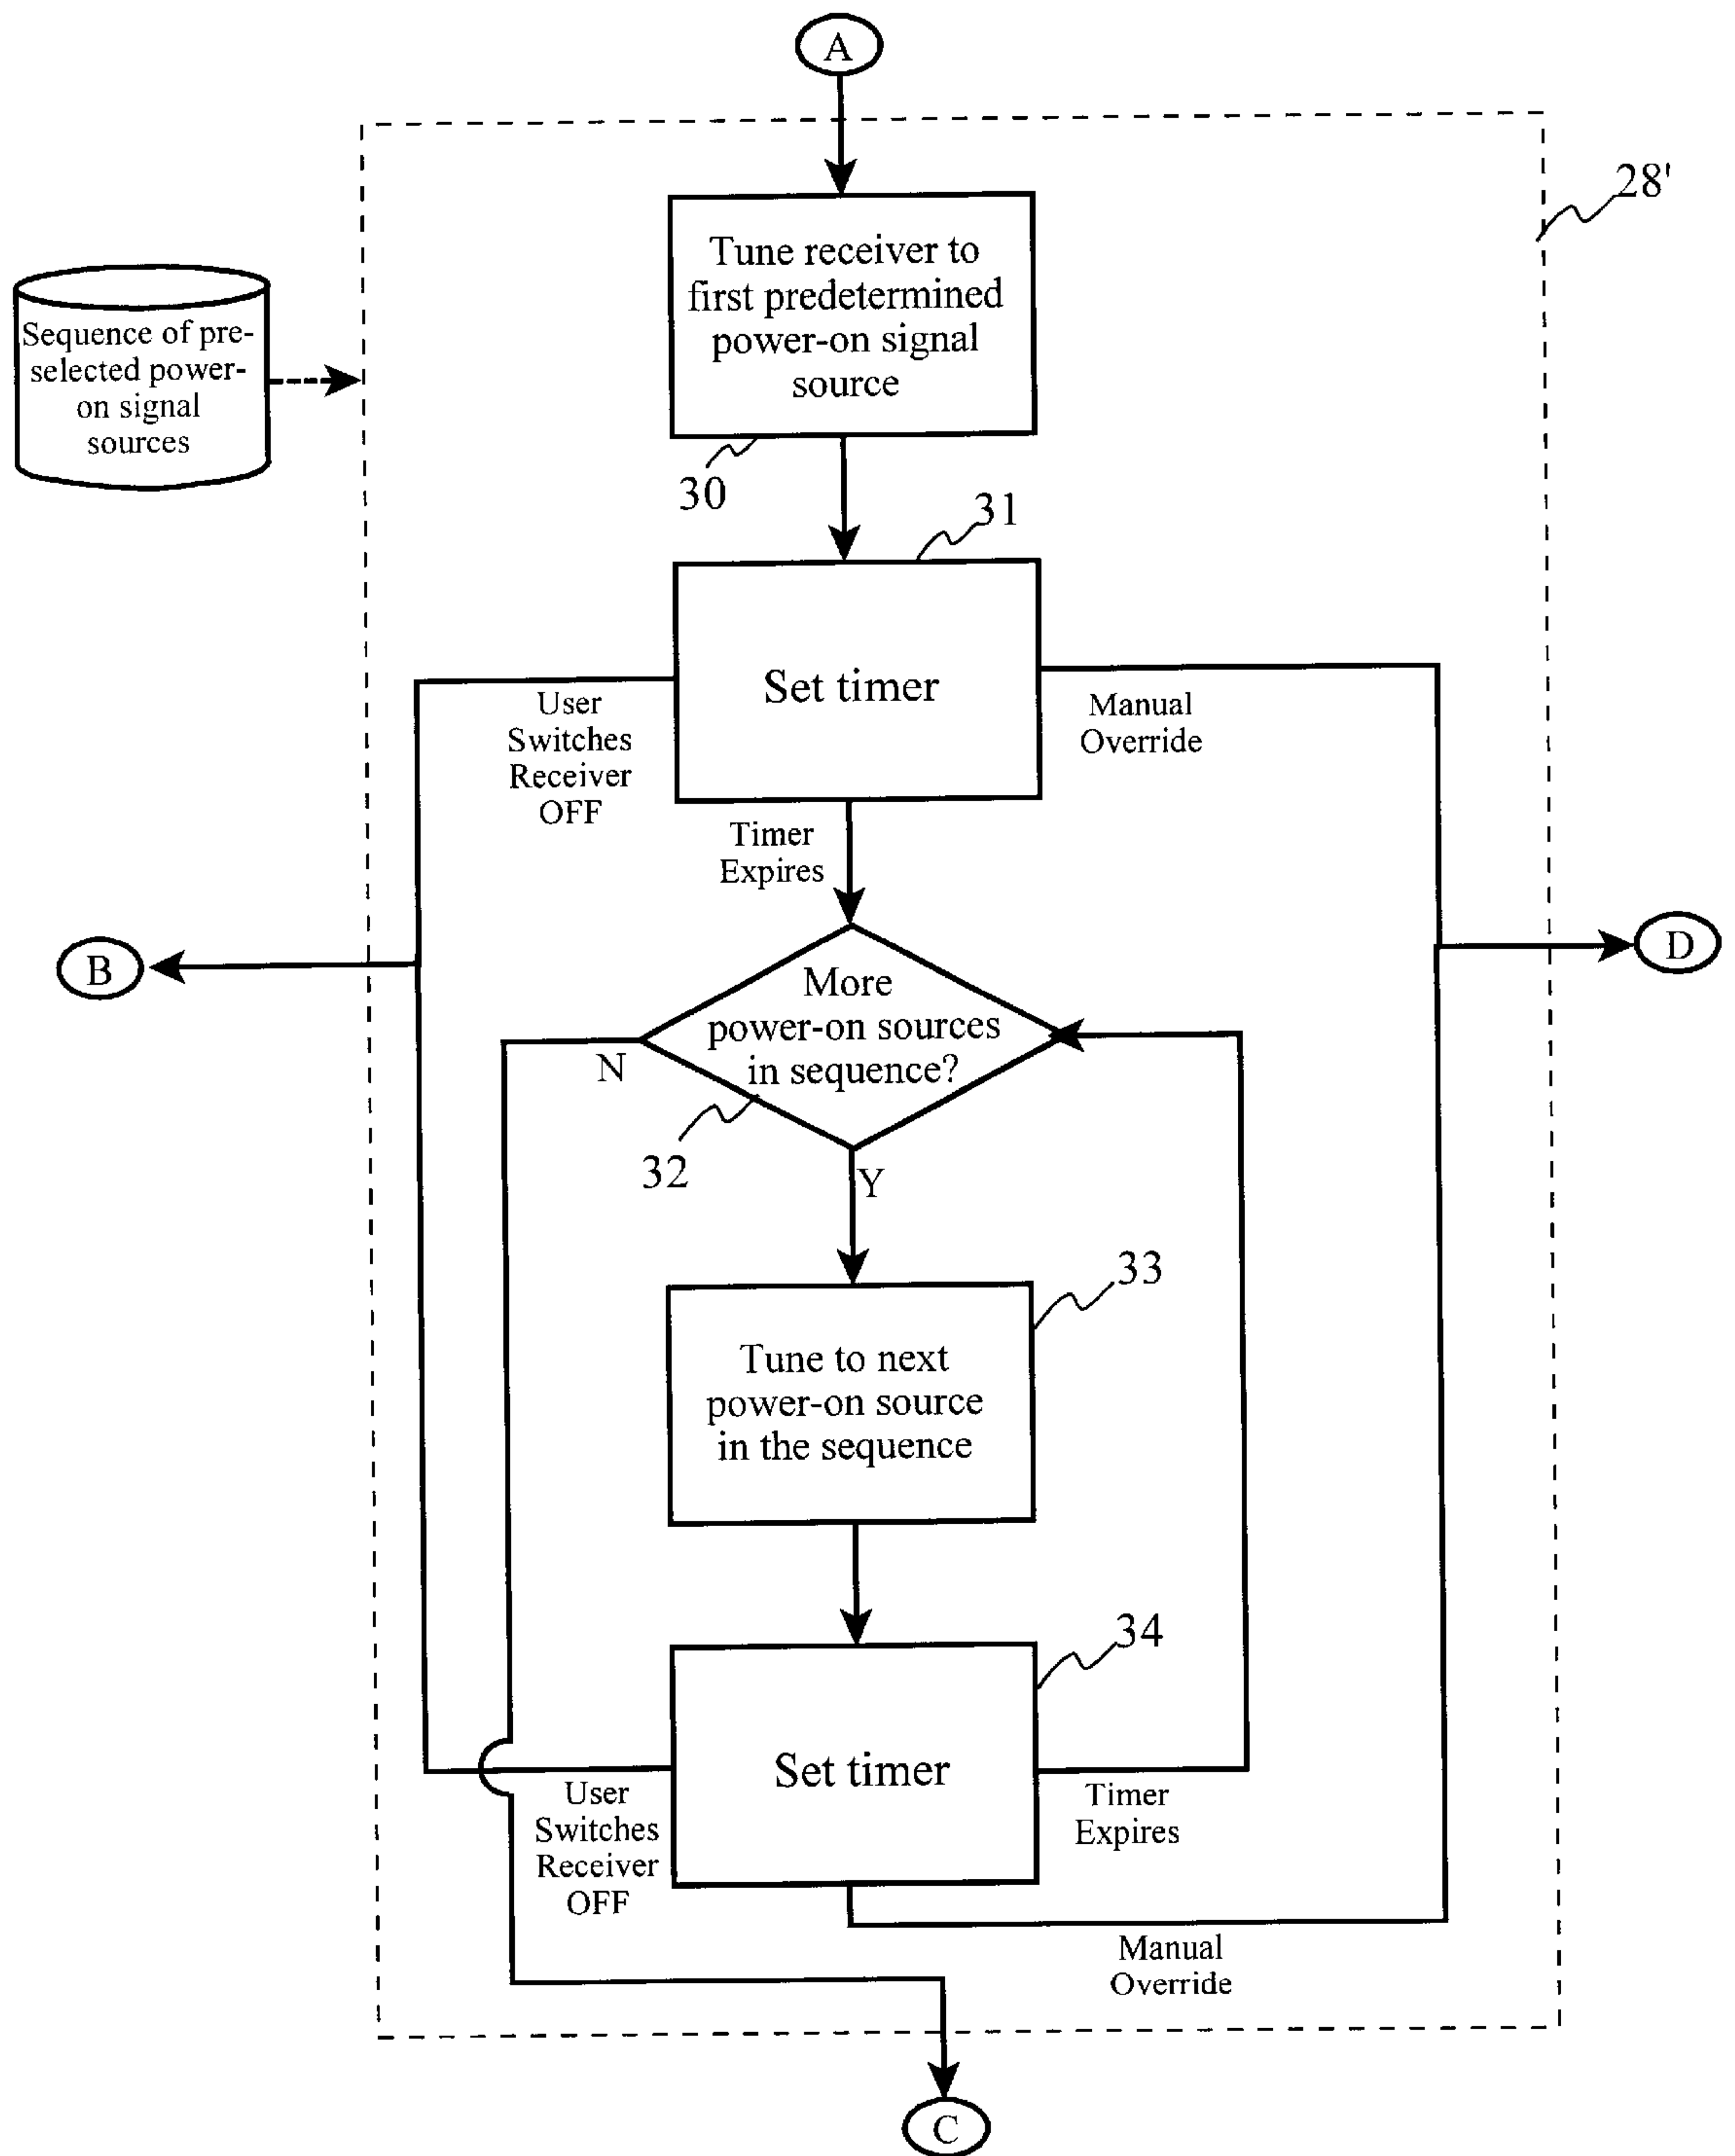 A
28'
Tune receiver to
first predetermined
power-on signal
source
Sequence of pre-
selected power-
on signal
sources
30
31
Set timer
User
Switches
Receiver
OFF
Manual
Override
Timer
Expires
B
D
More
power-on sources
in sequence?
N
32
Y
33
Tune to next
power-on source
in the sequence
34
Set timer
User
Switches
Receiver
OFF
Timer
Expires
Manual
Override
C